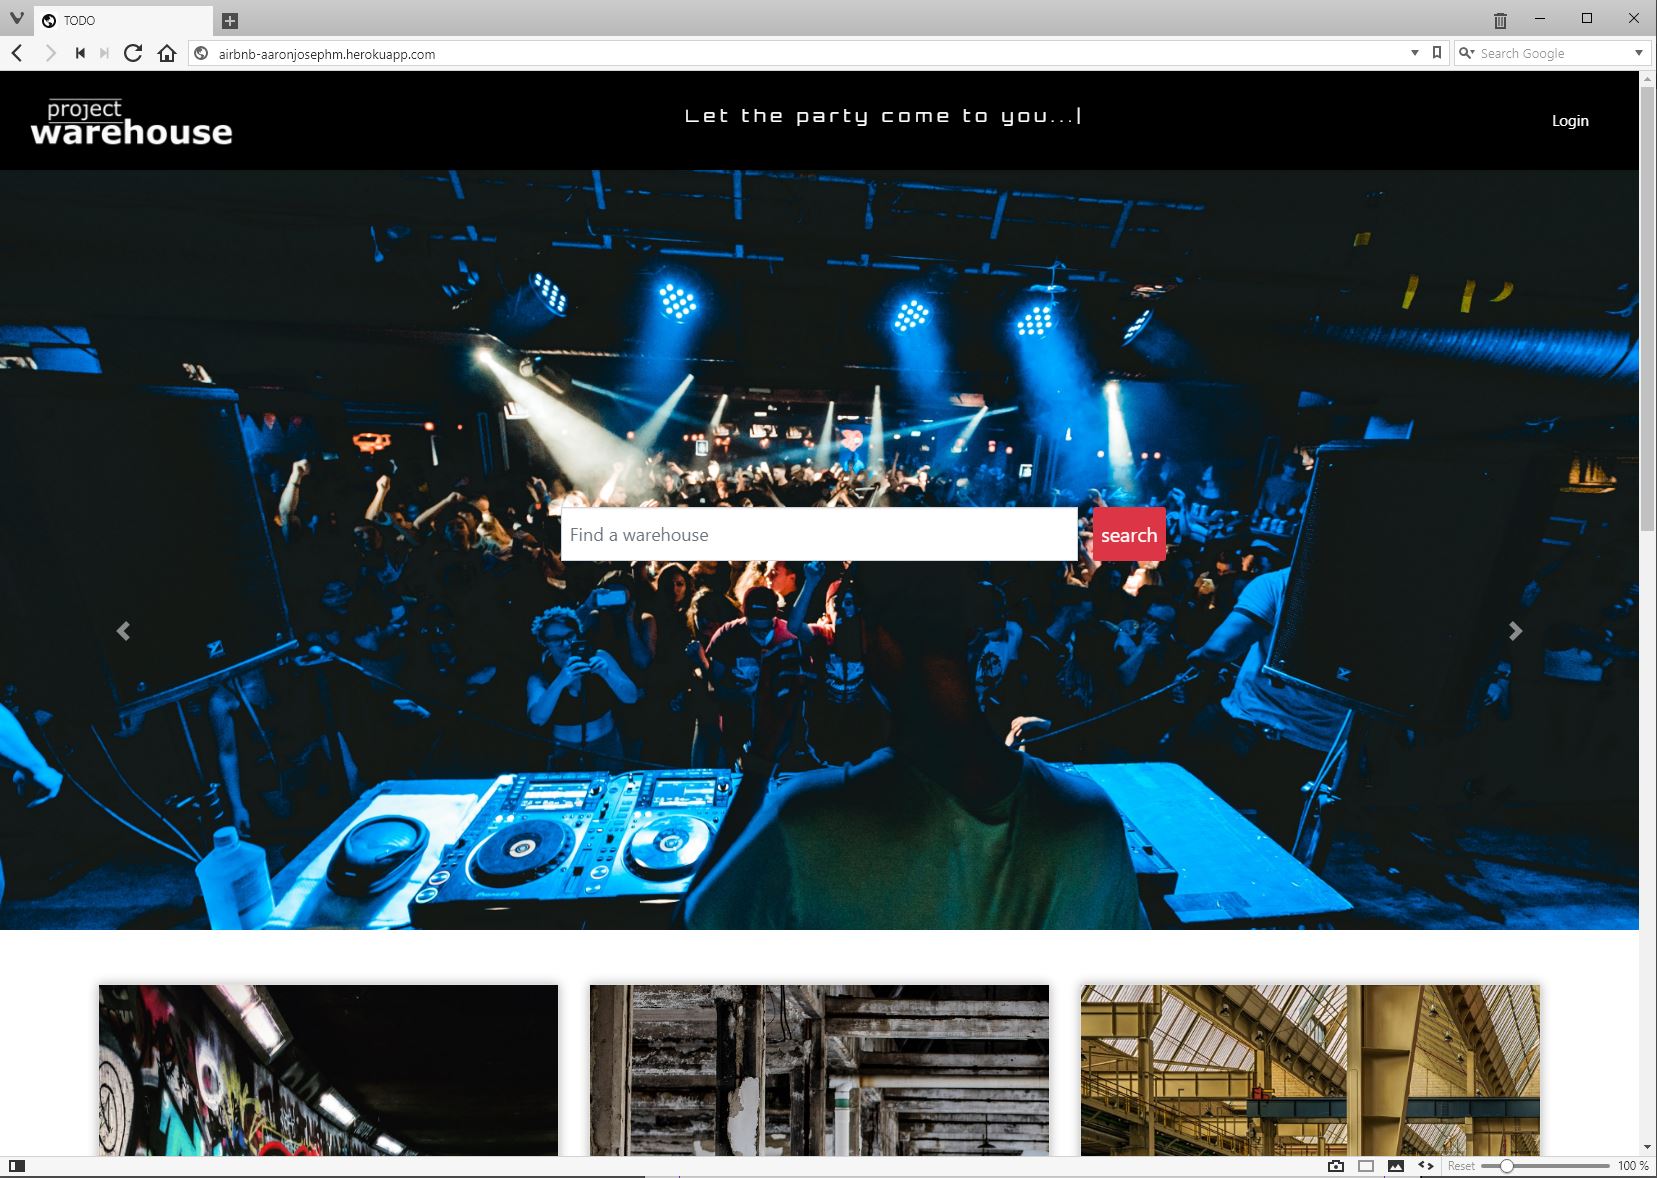 TODO
airbnb-aaronjosephm.herokuapp.com
Search Google
project
warehouse
Let the party come to you...|
Login
Find a warehouse
search
Reset
100 %